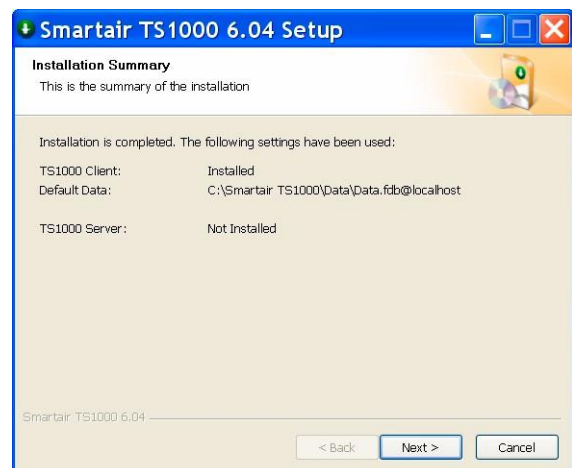 Smartair TS1000 6.04 Setup
Installation Summary
This is the summary of the installation
Installation is completed. The following settings have been used:
TS1000 Client: Installed
Default Data: C:\Smartair TS1000\Data\Data.fdb@localhost
TS1000 Server: Not Installed
Smartair TS1000 6.04
< Back Next > Cancel